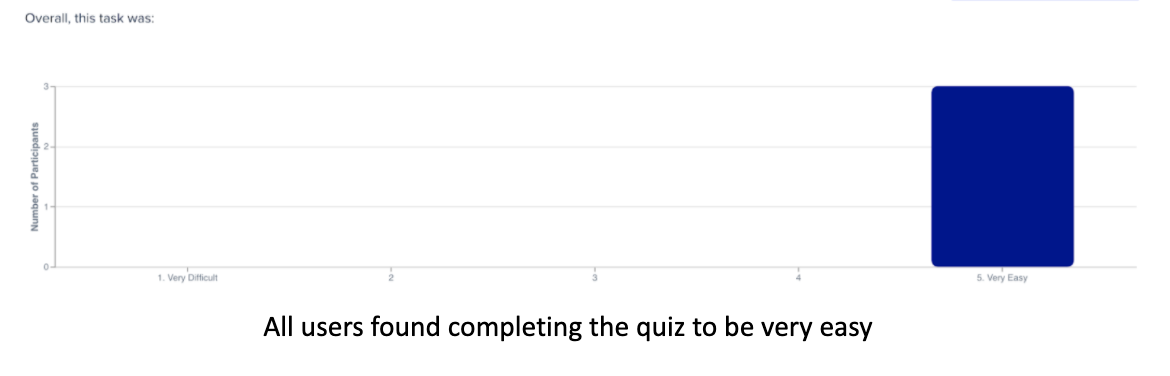 Overall, this task was:
3
2
1
0
Number of Participants
1. Very Difficult
2
3
4
5. Very Easy
All users found completing the quiz to be very easy